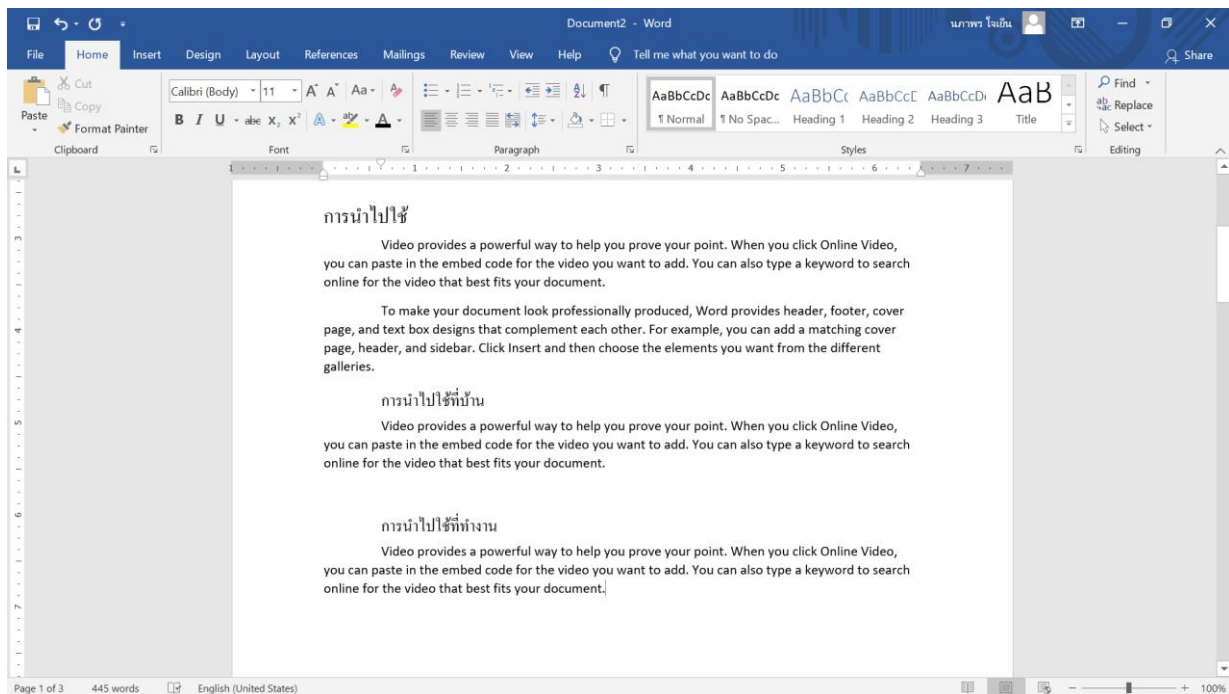 Document2 - Word
นภาพร ใจเย็น
File Home Insert Design Layout References Mailings Review View Help Tell me what you want to do Share
Cut
Copy
Paste
Format Painter
Clipboard
Calibri (Body) 11
Font
Paragraph
AaBbCcDc AaBbCcDc AaBbCc AaBbCcD AaBbCcDc AaB
¶ Normal ¶ No Spac... Heading 1 Heading 2 Heading 3 Title
Styles
Find
Replace
Select
Editing
1 1 2 3 4 5 6 7
3
4
5
6
7
การนำไปใช้
Video provides a powerful way to help you prove your point. When you click Online Video,
you can paste in the embed code for the video you want to add. You can also type a keyword to search
online for the video that best fits your document.
To make your document look professionally produced, Word provides header, footer, cover
page, and text box designs that complement each other. For example, you can add a matching cover
page, header, and sidebar. Click Insert and then choose the elements you want from the different
galleries.
การนำไปใช้ที่บ้าน
Video provides a powerful way to help you prove your point. When you click Online Video,
you can paste in the embed code for the video you want to add. You can also type a keyword to search
online for the video that best fits your document.
การนำไปใช้ที่ทำงาน
Video provides a powerful way to help you prove your point. When you click Online Video,
you can paste in the embed code for the video you want to add. You can also type a keyword to search
online for the video that best fits your document.
Page 1 of 3 445 words English (United States) 100%